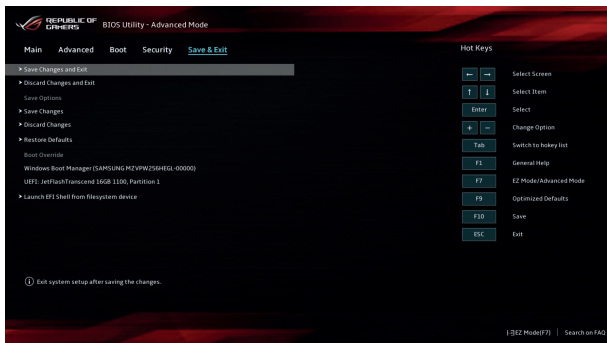 REPUBLIC OF
GAMERS
BIOS Utility - Advanced Mode
Main Advanced Boot Security Save & Exit
Hot Keys
> Save Changes and Exit
> Discard Changes and Exit
Save Options
> Save Changes
> Discard Changes
> Restore Defaults
Boot Override
Windows Boot Manager (SAMSUNG MZVPW256HEGL-00000)
UEFI: JetFlashTranscend 16GB 1100, Partition 1
> Launch EFI Shell from filesystem device
← → Select Screen
↑ ↓ Select Item
Enter Select
+ − Change Option
Tab Switch to hokey list
F1 General Help
F7 EZ Mode/Advanced Mode
F9 Optimized Defaults
F10 Save
ESC Exit
i Exit system setup after saving the changes.
EZ Mode(F7) | Search on FAQ